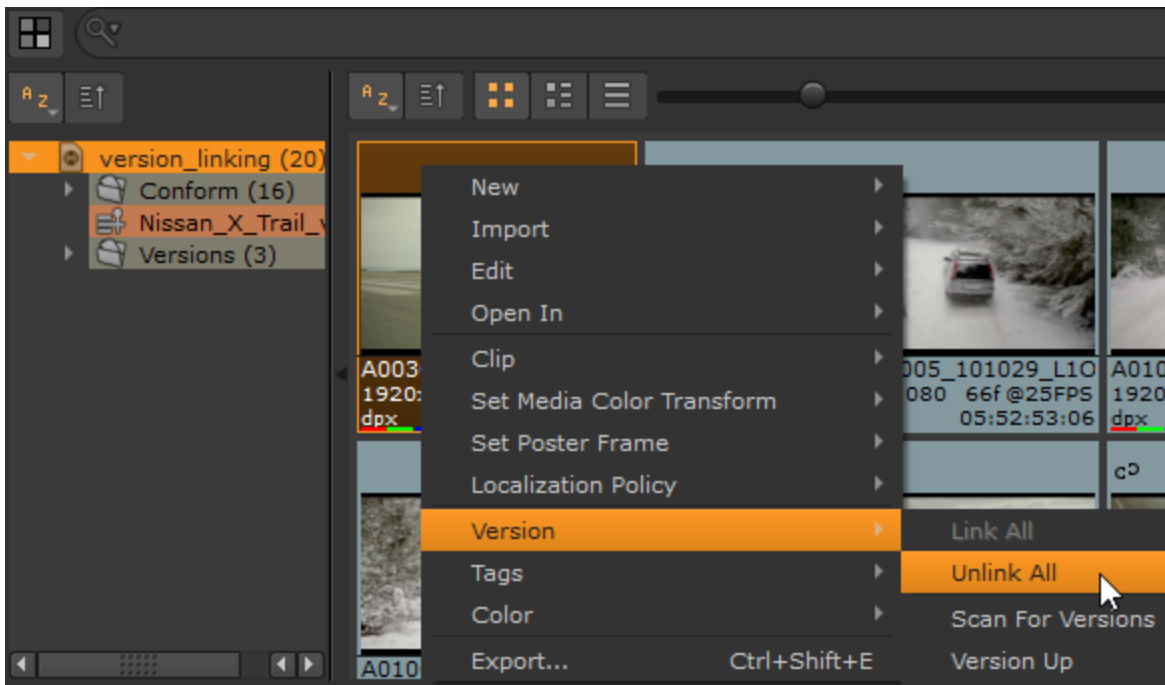 A Z
A Z
version_linking (20)
Conform (16)
Nissan_X_Trail_
Versions (3)
New
Import
Edit
Open In
Clip
Set Media Color Transform
Set Poster Frame
Localization Policy
Version
Tags
Color
Export... Ctrl+Shift+E
Link All
Unlink All
Scan For Versions
Version Up
A003
1920
dpx
005_101029_L1O
080 66f@25FPS
05:52:53:06
A010
1920
dpx
A010